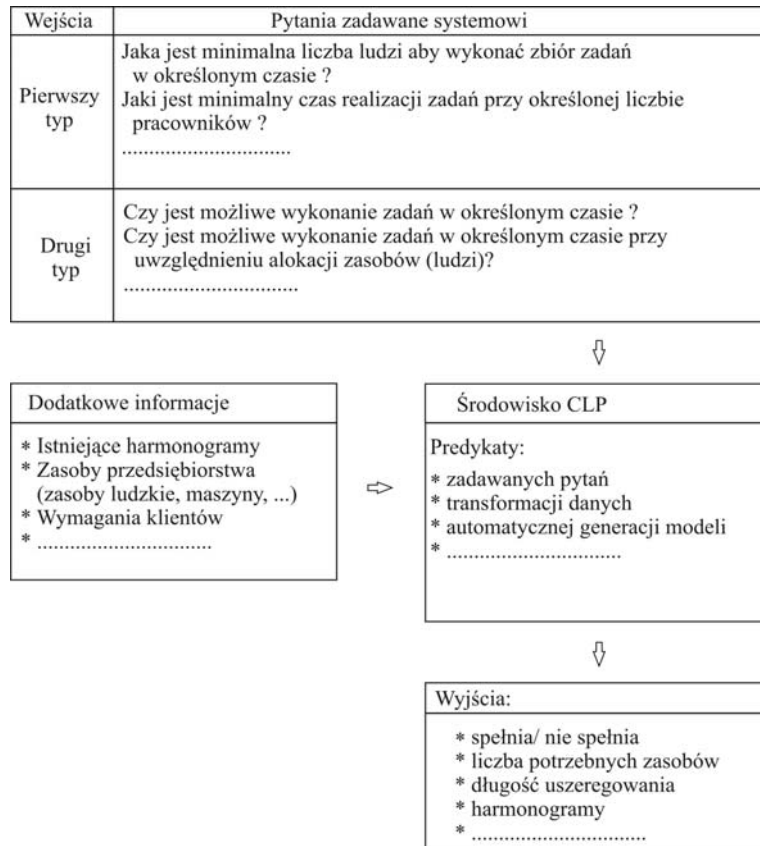 Wejścia
Pytania zadawane systemowi
Pierwszy
typ
Jaka jest minimalna liczba ludzi aby wykonać zbiór zadań
w określonym czasie ?
Jaki jest minimalny czas realizacji zadań przy określonej liczbie
pracowników ?
...............................
Drugi
typ
Czy jest możliwe wykonanie zadań w określonym czasie ?
Czy jest możliwe wykonanie zadań w określonym czasie przy
uwzględnieniu alokacji zasobów (ludzi)?
................................
Dodatkowe informacje
* Istniejące harmonogramy
* Zasoby przedsiębiorstwa
(zasoby ludzkie, maszyny, ...)
* Wymagania klientów
* ................................
Środowisko CLP
Predykaty:
* zadawanych pytań
* transformacji danych
* automatycznej generacji modeli
* ................................
Wyjścia:
* spełnia/ nie spełnia
* liczba potrzebnych zasobów
* długość uszeregowania
* harmonogramy
* ................................